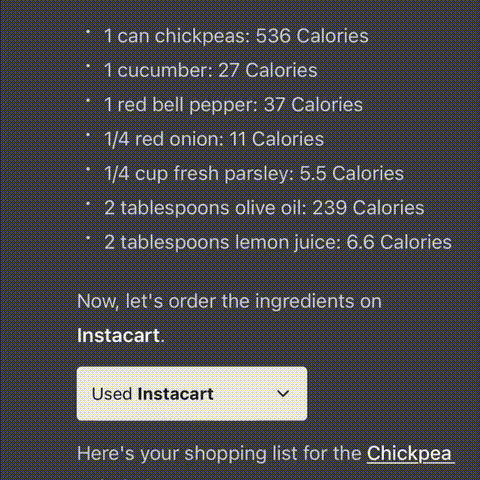 · 1 can chickpeas: 536 Calories
· 1 cucumber: 27 Calories
· 1 red bell pepper: 37 Calories
· 1/4 red onion: 11 Calories
· 1/4 cup fresh parsley: 5.5 Calories
· 2 tablespoons olive oil: 239 Calories
· 2 tablespoons lemon juice: 6.6 Calories
Now, let's order the ingredients on
Instacart.
Used Instacart
Here's your shopping list for the Chickpea